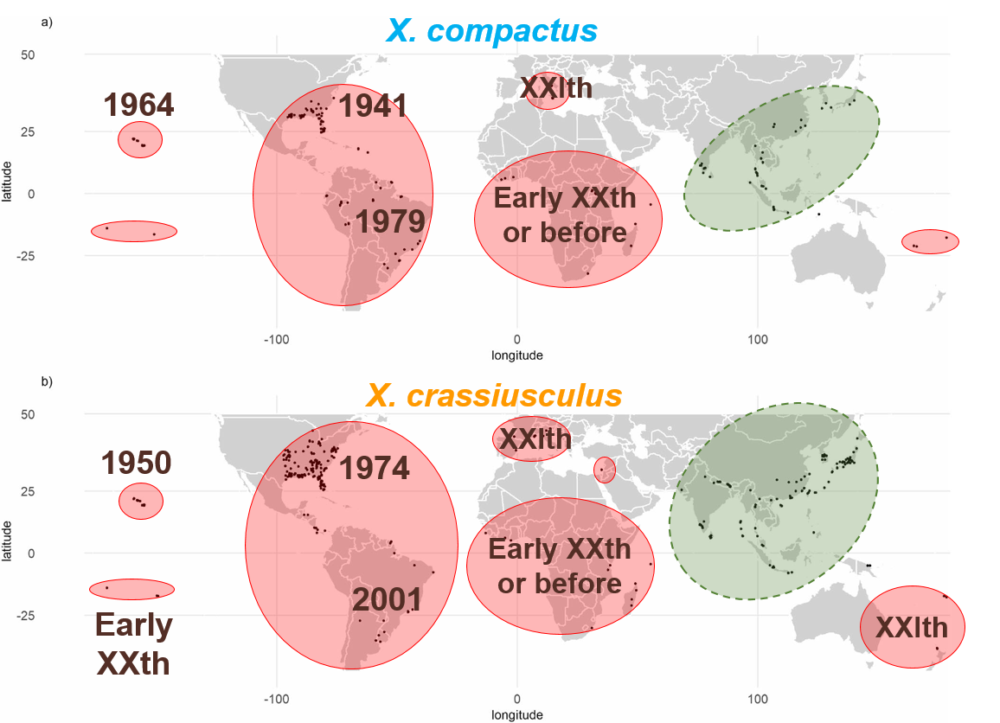 a)
X. compactus
50
XXIth
1964
1941
25
latitude
0
Early XXth
or before
1979
-25
-100
0
100
longitude
b)
X. crassiusculus
50
XXIth
1950
1974
25
latitude
0
Early XXth
or before
2001
-25
Early
XXth
XXIth
-100
0
100
longitude